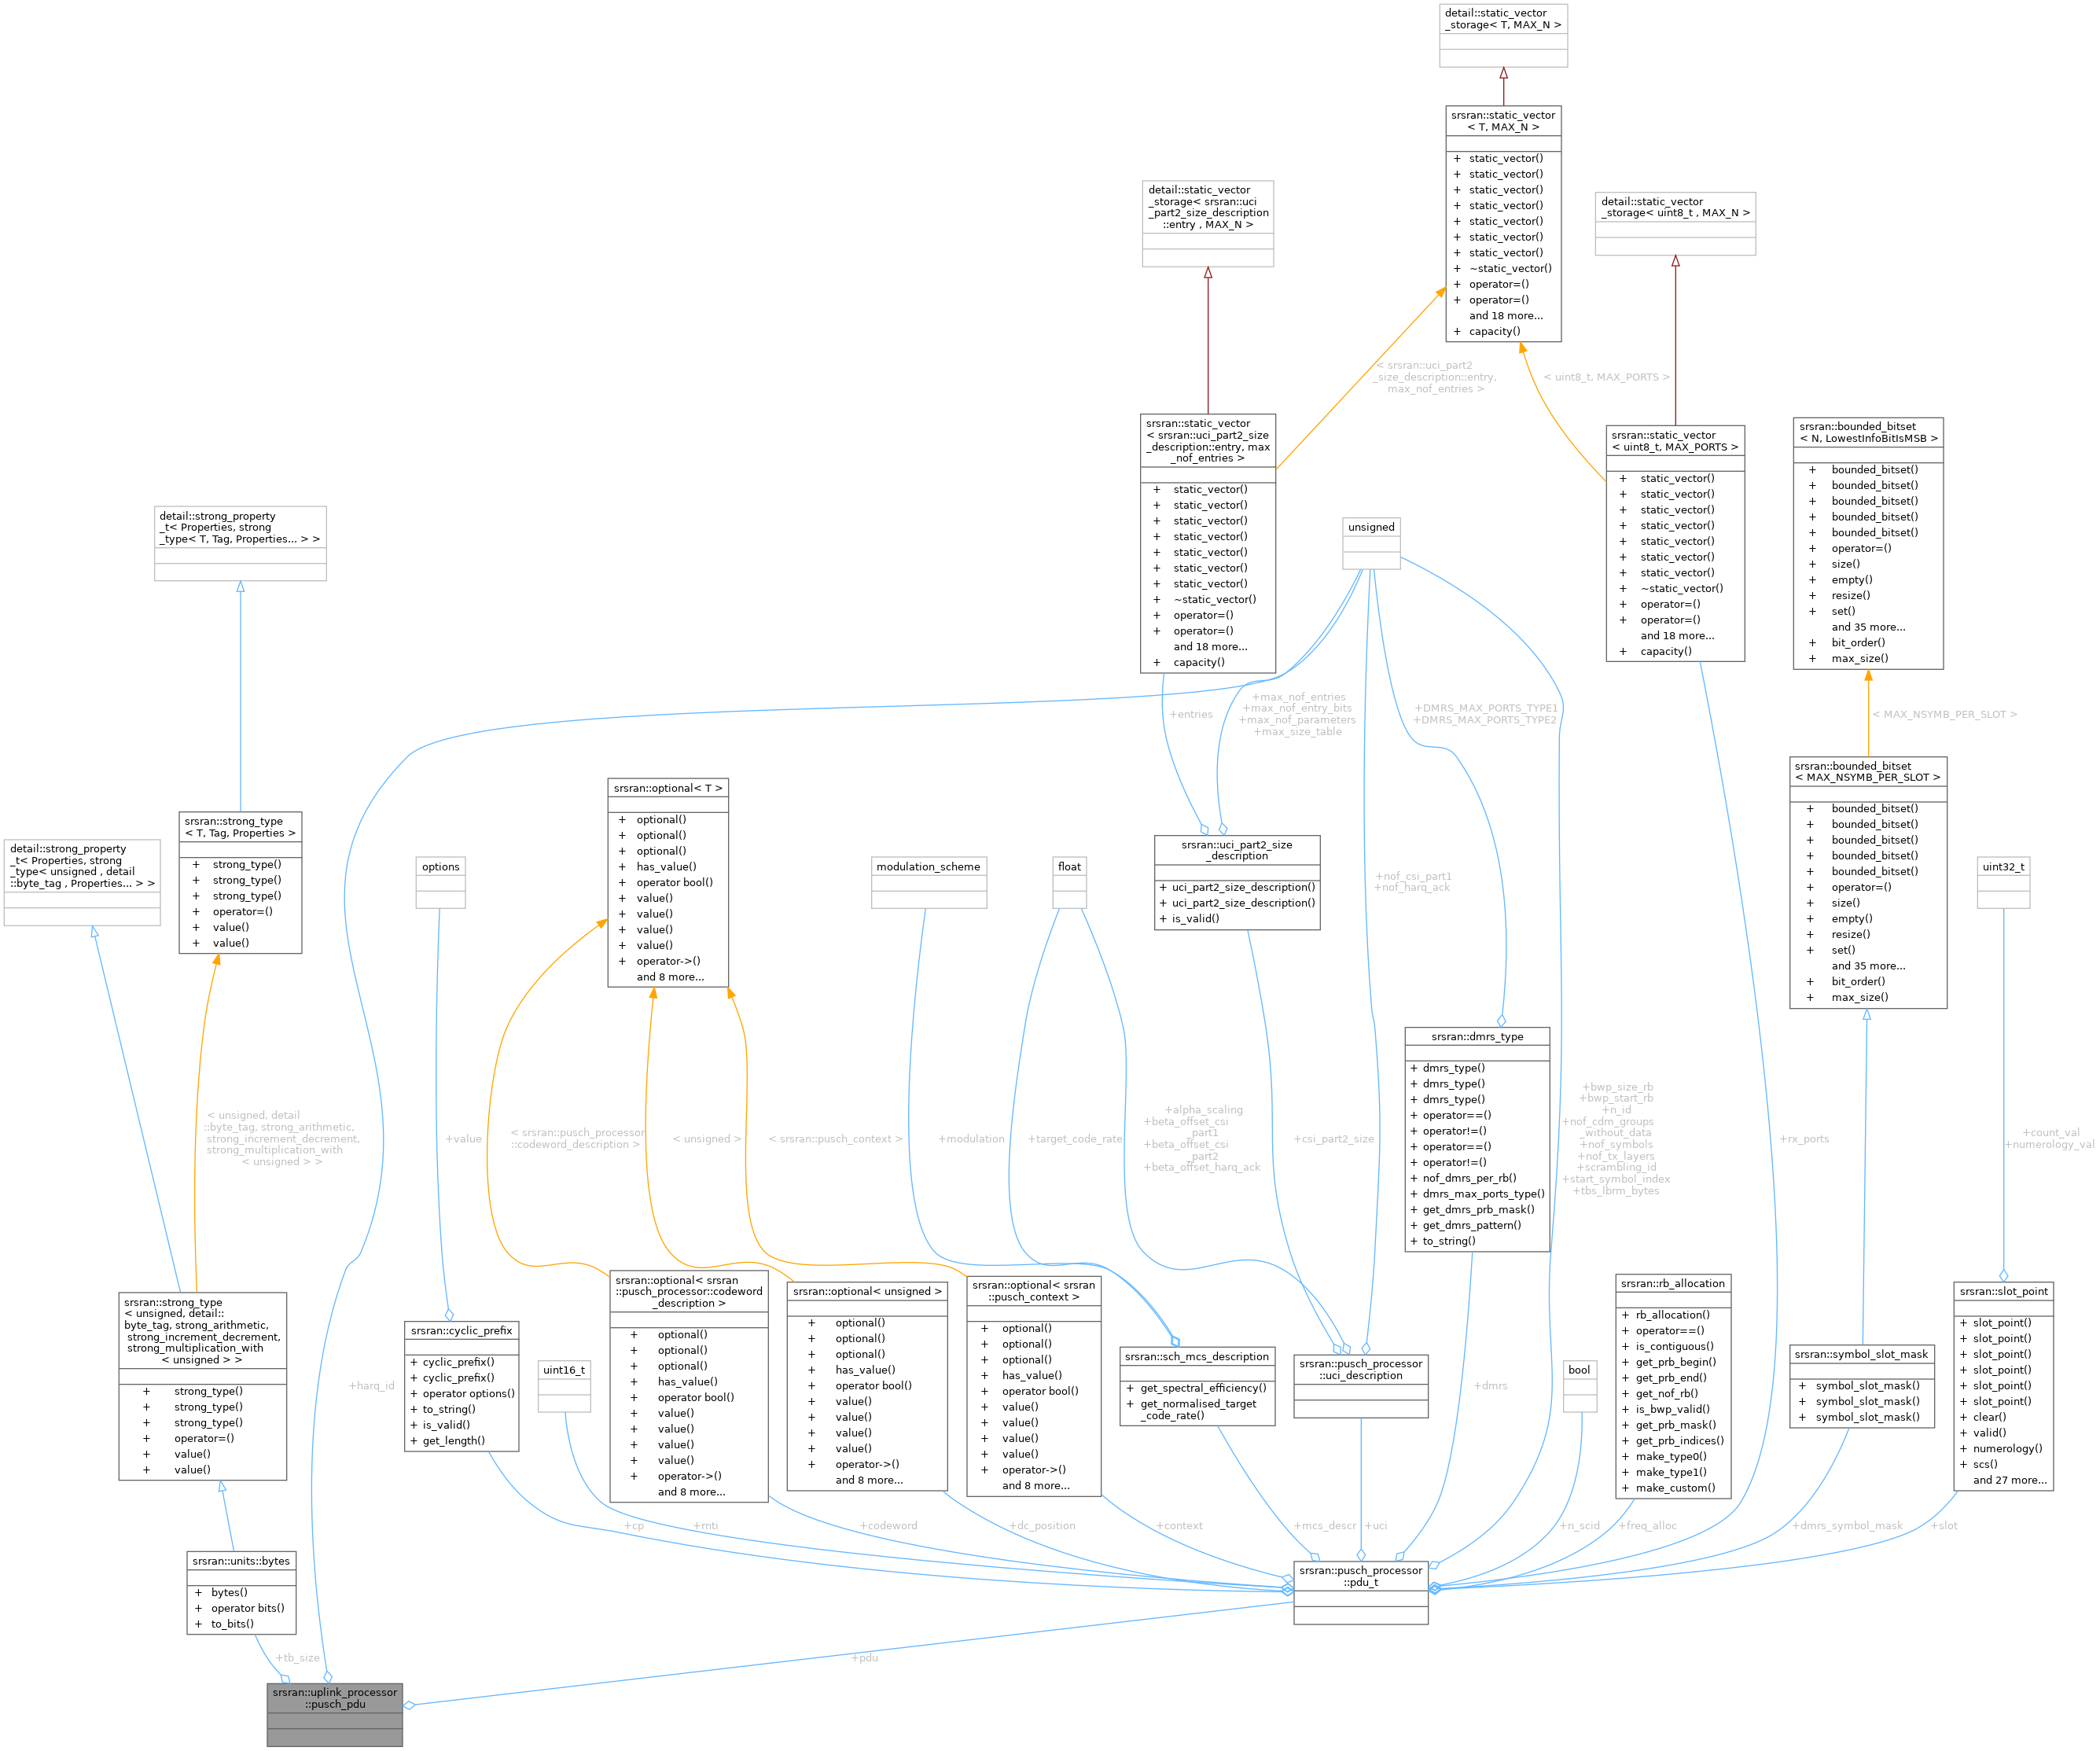 detail::static_vector
_storage< T, MAX_N >
srsran::static_vector
< T, MAX_N >
+ static_vector()
+ static_vector()
+ static_vector()
+ static_vector()
+ static_vector()
+ static_vector()
+ static_vector()
+ ~static_vector()
+ operator=()
+ operator=()
and 18 more...
+ capacity()
detail::static_vector
_storage< srsran::uci
_part2_size_description
::entry , MAX_N >
detail::static_vector
_storage< uint8_t , MAX_N >
< srsran::uci_part2
_size_description::entry,
max_nof_entries >
< uint8_t, MAX_PORTS >
srsran::static_vector
< srsran::uci_part2_size
_description::entry, max
_nof_entries >
+ static_vector()
+ static_vector()
+ static_vector()
+ static_vector()
+ static_vector()
+ static_vector()
+ static_vector()
+ ~static_vector()
+ operator=()
+ operator=()
and 18 more...
+ capacity()
srsran::static_vector
< uint8_t, MAX_PORTS >
+ static_vector()
+ static_vector()
+ static_vector()
+ static_vector()
+ static_vector()
+ static_vector()
+ static_vector()
+ ~static_vector()
+ operator=()
+ operator=()
and 18 more...
+ capacity()
srsran::bounded_bitset
< N, LowestInfoBitIsMSB >
+ bounded_bitset()
+ bounded_bitset()
+ bounded_bitset()
+ bounded_bitset()
+ bounded_bitset()
+ operator=()
+ size()
+ empty()
+ resize()
+ set()
and 35 more...
+ bit_order()
+ max_size()
detail::strong_property
_t< Properties, strong
_type< T, Tag, Properties... > >
unsigned
+entries
+max_nof_entries
+max_nof_entry_bits
+max_nof_parameters
+max_size_table
+DMRS_MAX_PORTS_TYPE1
+DMRS_MAX_PORTS_TYPE2
< MAX_NSYMB_PER_SLOT >
srsran::bounded_bitset
< MAX_NSYMB_PER_SLOT >
+ bounded_bitset()
+ bounded_bitset()
+ bounded_bitset()
+ bounded_bitset()
+ bounded_bitset()
+ operator=()
+ size()
+ empty()
+ resize()
+ set()
and 35 more...
+ bit_order()
+ max_size()
srsran::strong_type
< T, Tag, Properties >
+ strong_type()
+ strong_type()
+ strong_type()
+ operator=()
+ value()
+ value()
detail::strong_property
_t< Properties, strong
_type< unsigned , detail
::byte_tag , Properties... > >
options
srsran::optional< T >
+ optional()
+ optional()
+ optional()
+ has_value()
+ operator bool()
+ value()
+ value()
+ value()
+ value()
+ operator->()
and 8 more...
modulation_scheme
float
srsran::uci_part2_size
_description
+ uci_part2_size_description()
+ uci_part2_size_description()
+ is_valid()
+nof_csi_part1
+nof_harq_ack
uint32_t
srsran::dmrs_type
+ dmrs_type()
+ dmrs_type()
+ dmrs_type()
+ operator==()
+ operator!=()
+ operator==()
+ operator!=()
+ nof_dmrs_per_rb()
+ dmrs_max_ports_type()
+ get_dmrs_prb_mask()
+ get_dmrs_pattern()
+ to_string()
< unsigned, detail
::byte_tag, strong_arithmetic,
strong_increment_decrement,
strong_multiplication_with
< unsigned > >
+value
< srsran::pusch_processor
::codeword_description >
< unsigned >
< srsran::pusch_context >
+modulation
+target_code_rate
+alpha_scaling
+beta_offset_csi
_part1
+beta_offset_csi
_part2
+beta_offset_harq_ack
+csi_part2_size
+bwp_size_rb
+bwp_start_rb
+n_id
+nof_cdm_groups
_without_data
+nof_symbols
+nof_tx_layers
+scrambling_id
+start_symbol_index
+tbs_lbrm_bytes
+rx_ports
+count_val
+numerology_val
srsran::strong_type
< unsigned, detail::
byte_tag, strong_arithmetic,
strong_increment_decrement,
strong_multiplication_with
< unsigned > >
+ strong_type()
+ strong_type()
+ strong_type()
+ operator=()
+ value()
+ value()
+harq_id
srsran::cyclic_prefix
+ cyclic_prefix()
+ cyclic_prefix()
+ operator options()
+ to_string()
+ is_valid()
+ get_length()
uint16_t
srsran::optional< srsran
::pusch_processor::codeword
_description >
+ optional()
+ optional()
+ optional()
+ has_value()
+ operator bool()
+ value()
+ value()
+ value()
+ value()
+ operator->()
and 8 more...
srsran::optional< unsigned >
+ optional()
+ optional()
+ optional()
+ has_value()
+ operator bool()
+ value()
+ value()
+ value()
+ value()
+ operator->()
and 8 more...
srsran::optional< srsran
::pusch_context >
+ optional()
+ optional()
+ optional()
+ has_value()
+ operator bool()
+ value()
+ value()
+ value()
+ value()
+ operator->()
and 8 more...
srsran::sch_mcs_description
+ get_spectral_efficiency()
+ get_normalised_target
_code_rate()
srsran::pusch_processor
::uci_description
bool
srsran::rb_allocation
+ rb_allocation()
+ operator==()
+ is_contiguous()
+ get_prb_begin()
+ get_prb_end()
+ get_nof_rb()
+ is_bwp_valid()
+ get_prb_mask()
+ get_prb_indices()
+ make_type0()
+ make_type1()
+ make_custom()
srsran::symbol_slot_mask
+ symbol_slot_mask()
+ symbol_slot_mask()
+ symbol_slot_mask()
srsran::slot_point
+ slot_point()
+ slot_point()
+ slot_point()
+ slot_point()
+ slot_point()
+ slot_point()
+ clear()
+ valid()
+ numerology()
+ scs()
and 27 more...
+cp
+rnti
+codeword
+dc_position
+context
+mcs_descr
+uci
+dmrs
+n_scid
+freq_alloc
+dmrs_symbol_mask
+slot
srsran::units::bytes
+ bytes()
+ operator bits()
+ to_bits()
srsran::pusch_processor
::pdu_t
+tb_size
+pdu
srsran::uplink_processor
::pusch_pdu